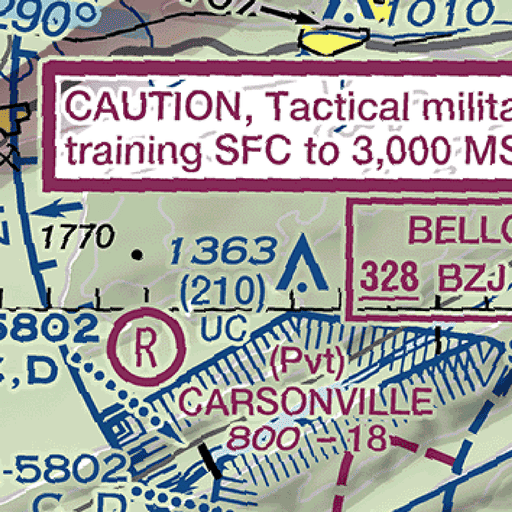 290°
1010
CAUTION, Tactical milita
training SFC to 3,000 MS
1770
1363
(210)
UC
BELLO
328 BZJ
5802
R
C,D
(Pvt)
CARSONVILLE
800 - 18
-5802
C, D